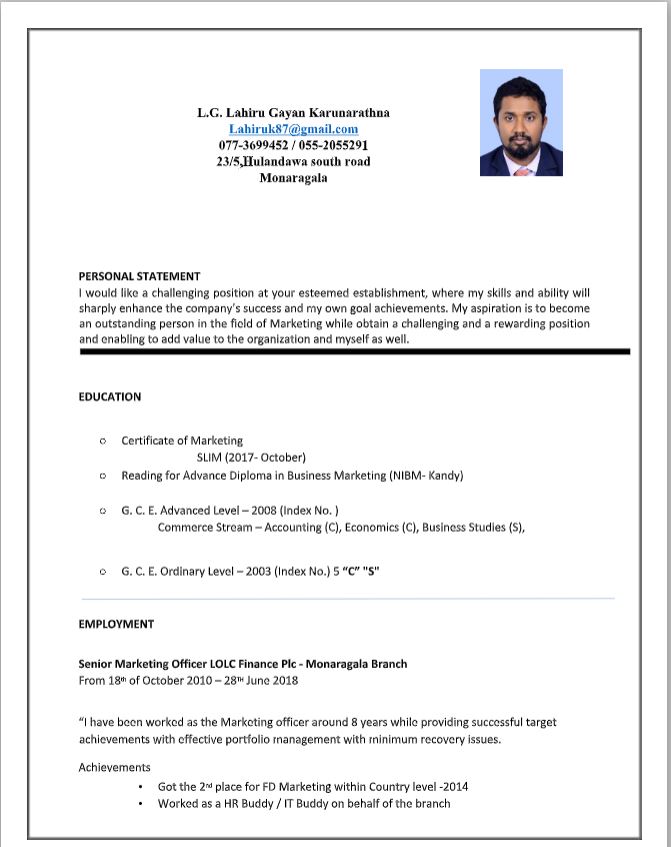 L.G. Lahiru Gayan Karunarathna
Lahiruk87@gmail.com
077-3699452 / 055-2055291
23/5,Hulandawa south road
Monaragala
PERSONAL STATEMENT
I would like a challenging position at your esteemed establishment, where my skills and ability will
sharply enhance the company's success and my own goal achievements. My aspiration is to become
an outstanding person in the field of Marketing while obtain a challenging and a rewarding position
and enabling to add value to the organization and myself as well.
EDUCATION
o Certificate of Marketing
SLIM (2017- October)
o Reading for Advance Diploma in Business Marketing (NIBM- Kandy)
o G. C. E. Advanced Level – 2008 (Index No. )
Commerce Stream – Accounting (C), Economics (C), Business Studies (S),
o G. C. E. Ordinary Level – 2003 (Index No.) 5 “C” "S"
EMPLOYMENT
Senior Marketing Officer LOLC Finance Plc - Monaragala Branch
From 18th of October 2010 – 28TH June 2018
“I have been worked as the Marketing officer around 8 years while providing successful target
achievements with effective portfolio management with minimum recovery issues.
Achievements
• Got the 2nd place for FD Marketing within Country level -2014
• Worked as a HR Buddy / IT Buddy on behalf of the branch